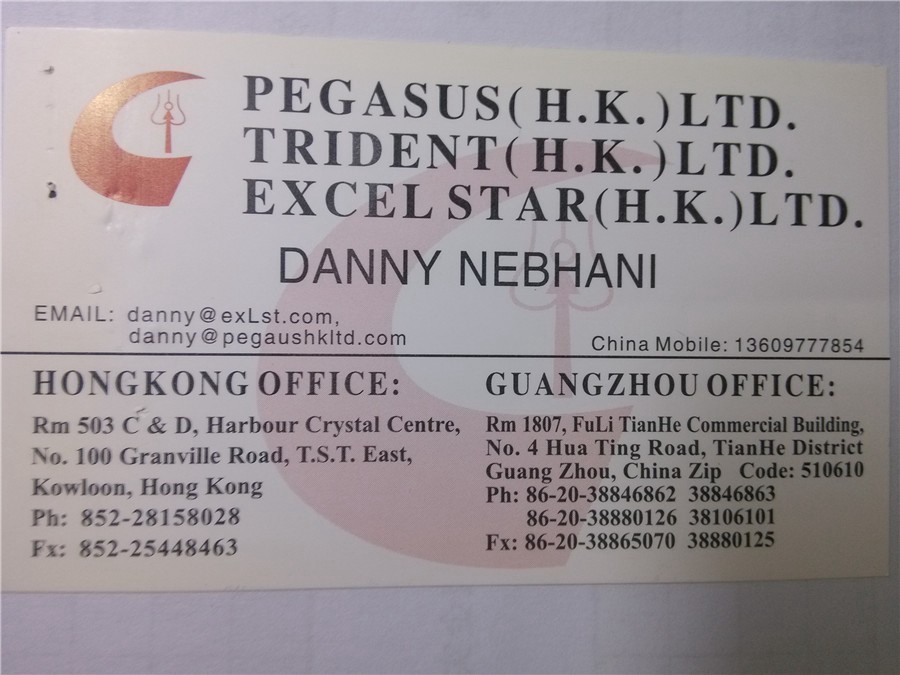 PEGASUS(H.K.)LTD.
TRIDENT(H.K.)LTD.
EXCEL STAR(H.K.)LTD.
DANNY NEBHANI
EMAIL: danny@exLst.com,
danny@pegaushkltd.com
China Mobile: 13609777854
HONGKONG OFFICE:
Rm 503 C & D, Harbour Crystal Centre,
No. 100 Granville Road, T.S.T. East,
Kowloon, Hong Kong
Ph: 852-28158028
Fx: 852-25448463
GUANGZHOU OFFICE:
Rm 1807, FuLi TianHe Commercial Building,
No. 4 Hua Ting Road, TianHe District
Guang Zhou, China Zip Code: 510610
Ph: 86-20-38846862 38846863
86-20-38880126 38106101
Fx: 86-20-38865070 38880125